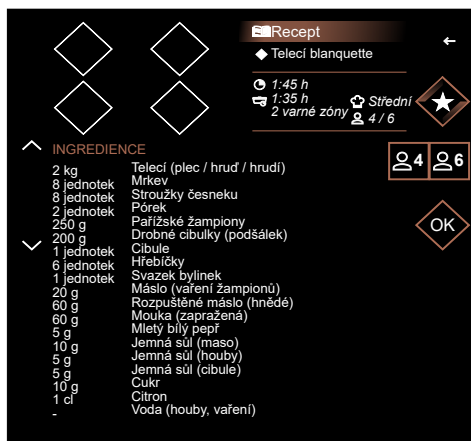 Recept
Telecí blanquette
1:45 h
1:35 h
2 varné zóny
Střední
4 / 6
INGREDIENCE
4 6
2 kg Telecí (plec / hruď / hrudí)
8 jednotek Mrkev
8 jednotek Stroužky česneku
2 jednotek Pórek
250 g Pařížské žampiony
200 g Drobné cibulky (podšálek)
1 jednotek Cibule
6 jednotek Hřebíčky
1 jednotek Svazek bylinek
20 g Máslo (vaření žampionů)
60 g Rozpuštěné máslo (hnědé)
60 g Mouka (zapražená)
5 g Mletý bílý pepř
10 g Jemná sůl (maso)
5 g Jemná sůl (houby)
5 g Jemná sůl (cibule)
10 g Cukr
1 cl Citron
- Voda (houby, vaření)
OK